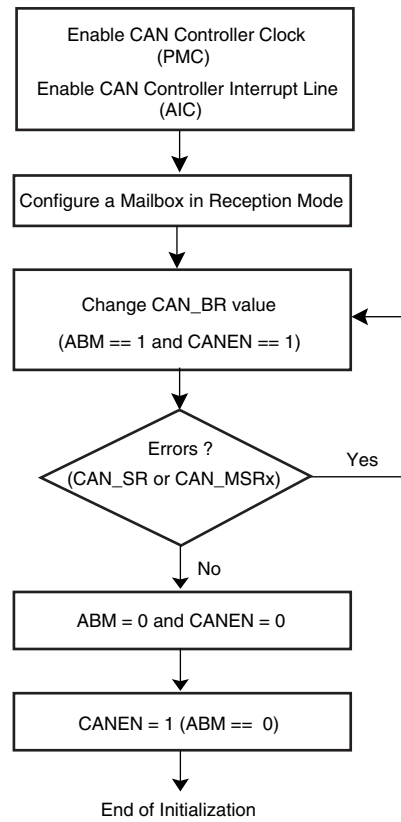 Enable CAN Controller Clock
(PMC)
Enable CAN Controller Interrupt Line
(AIC)
Configure a Mailbox in Reception Mode
Change CAN_BR value
(ABM == 1 and CANEN == 1)
Errors ?
(CAN_SR or CAN_MSRx)
Yes
No
ABM = 0 and CANEN = 0
CANEN = 1 (ABM == 0)
End of Initialization